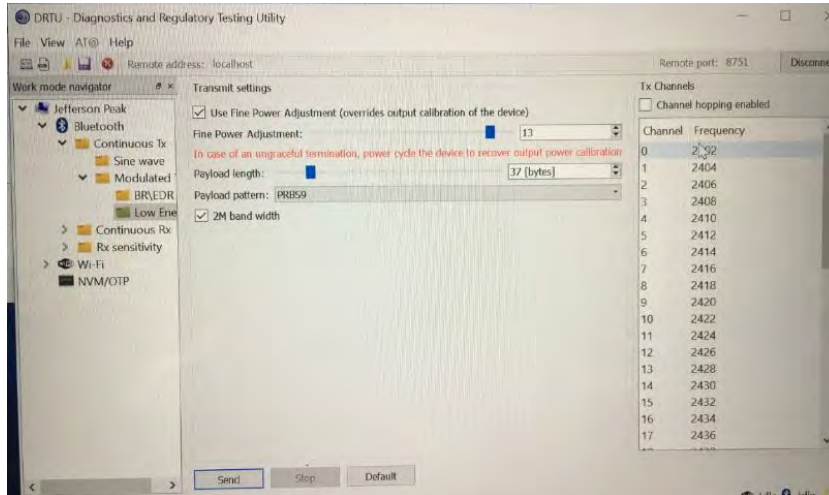 DRTU - Diagnostics and Regulatory Testing Utility
File View AT@ Help
Remote address: localhost
Remote port: 8751
Disconne
Work mode navigator
Jefferson Peak
Bluetooth
Continuous Tx
Sine wave
Modulated
BR\EDR
Low Ene
Continuous Rx
Rx sensitivity
Wi-Fi
NVM/OTP
Transmit settings
Use Fine Power Adjustment (overrides output calibration of the device)
Fine Power Adjustment: 13
In case of an ungraceful termination, power cycle the device to recover output power calibration
Payload length: 37 [bytes]
Payload pattern: PRBS9
2M band width
Send Stop Default
Tx Channels
Channel hopping enabled
Channel Frequency
0
1 2404
2 2406
3 2408
4 2410
5 2412
6 2414
7 2416
8 2418
9 2420
10 2422
11 2424
12 2426
13 2428
14 2430
15 2432
16 2434
17 2436